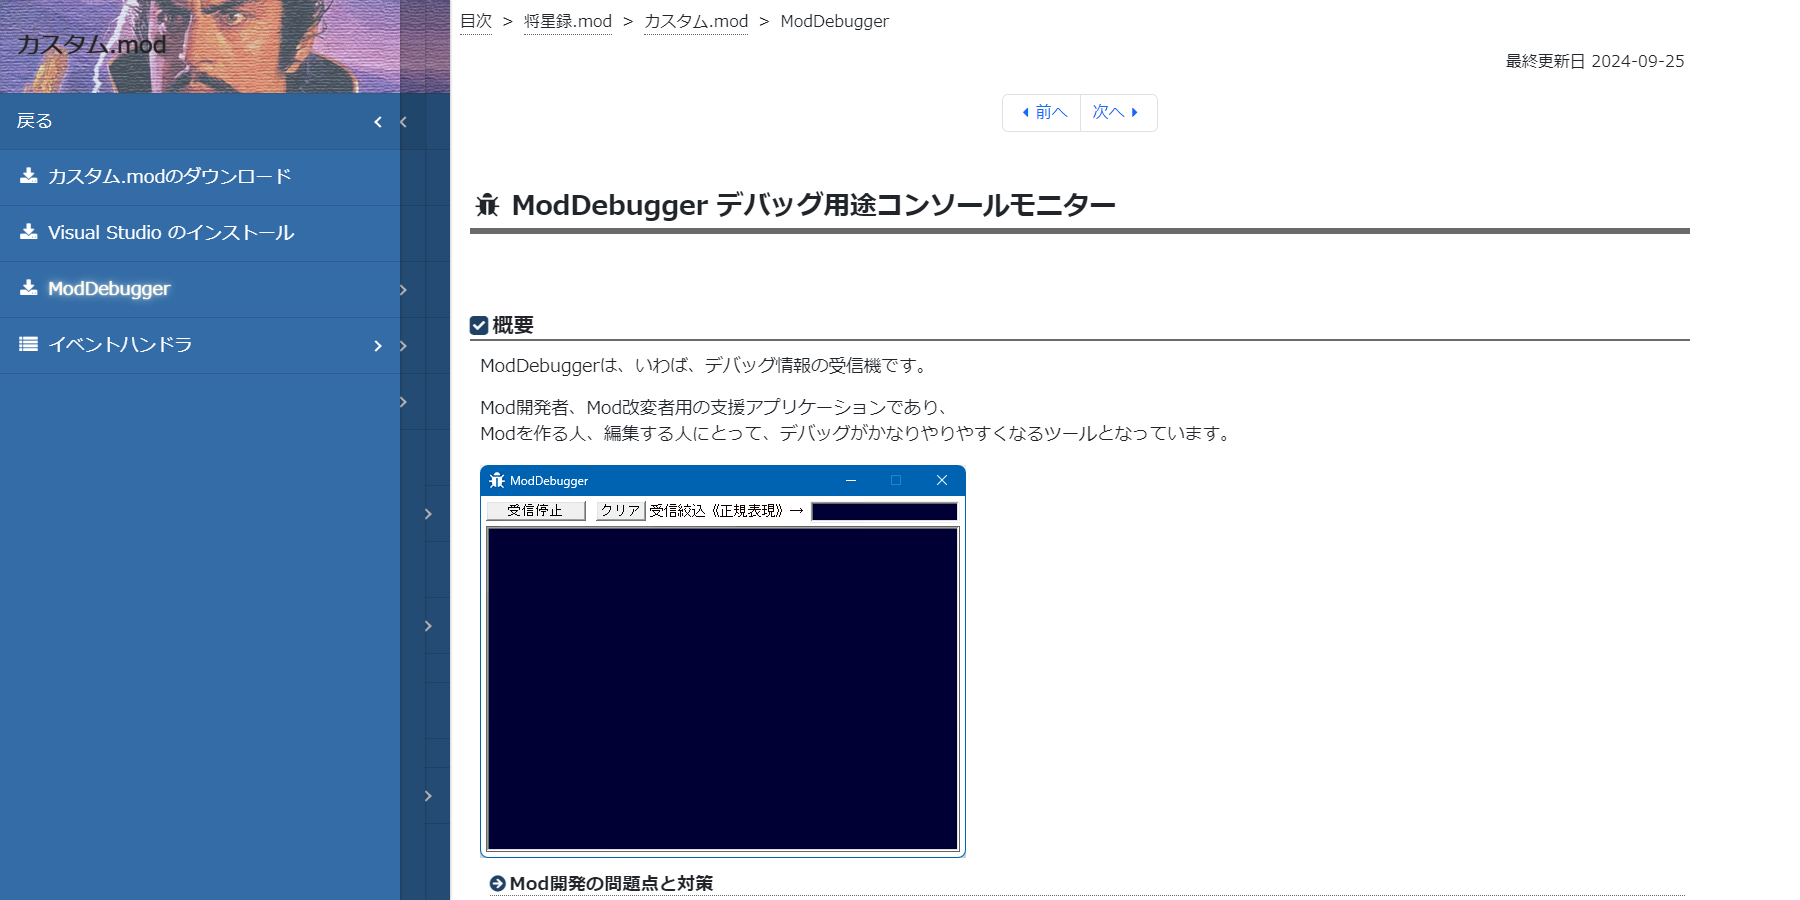 カスタム.mod
戻る
カスタム.modのダウンロード
Visual Studio のインストール
ModDebugger
イベントハンドラ
目次 > 将星録.mod > カスタム.mod > ModDebugger
最終更新日 2024-09-25
前へ 次へ
ModDebugger デバッグ用途コンソールモニター
概要
ModDebuggerは、いわば、デバッグ情報の受信機です。
Mod開発者、Mod改変者用の支援アプリケーションであり、
Modを作る人、編集する人にとって、デバッグがかなりやりやすくなるツールとなっています。
ModDebugger
受信停止 クリア 受信絞込《正規表現》→
Mod開発の問題点と対策